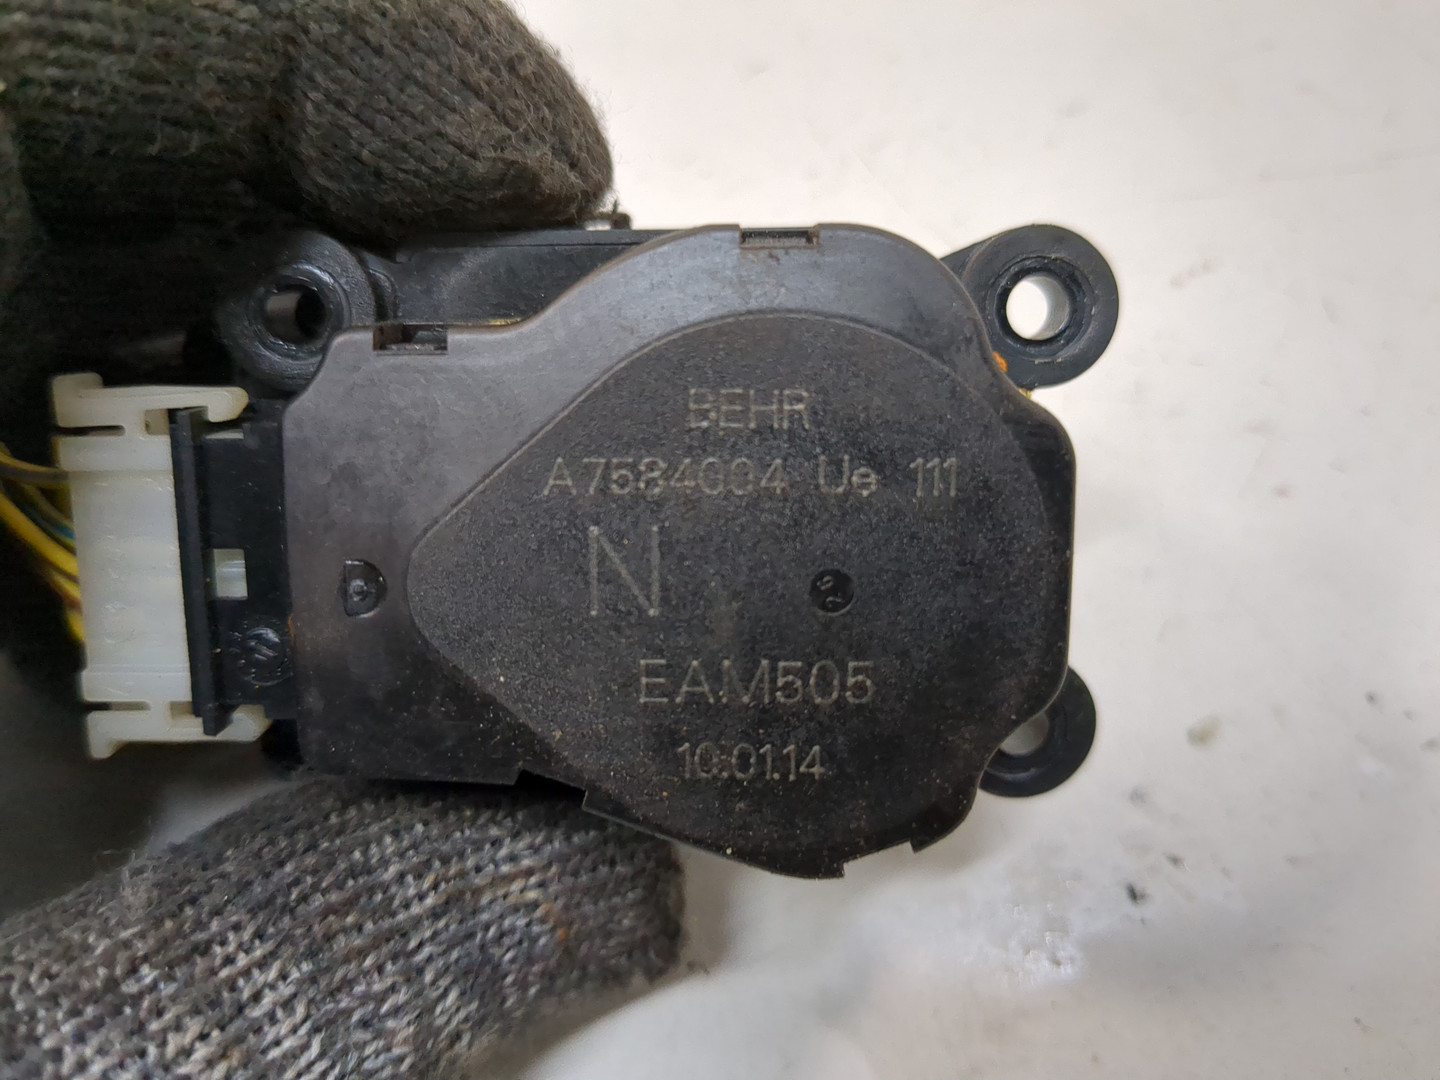 BEHR
A7584004 Ue 111
N
EAM505
10.01.14